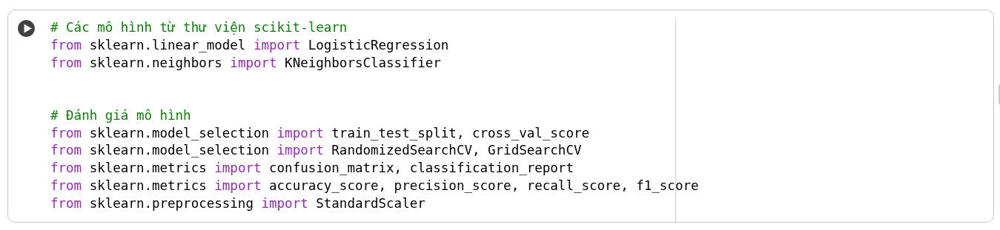 # Các mô hình từ thư viện scikit-learn
from sklearn.linear_model import LogisticRegression
from sklearn.neighbors import KNeighborsClassifier
# Đánh giá mô hình
from sklearn.model_selection import train_test_split, cross_val_score
from sklearn.model_selection import RandomizedSearchCV, GridSearchCV
from sklearn.metrics import confusion_matrix, classification_report
from sklearn.metrics import accuracy_score, precision_score, recall_score, f1_score
from sklearn.preprocessing import StandardScaler